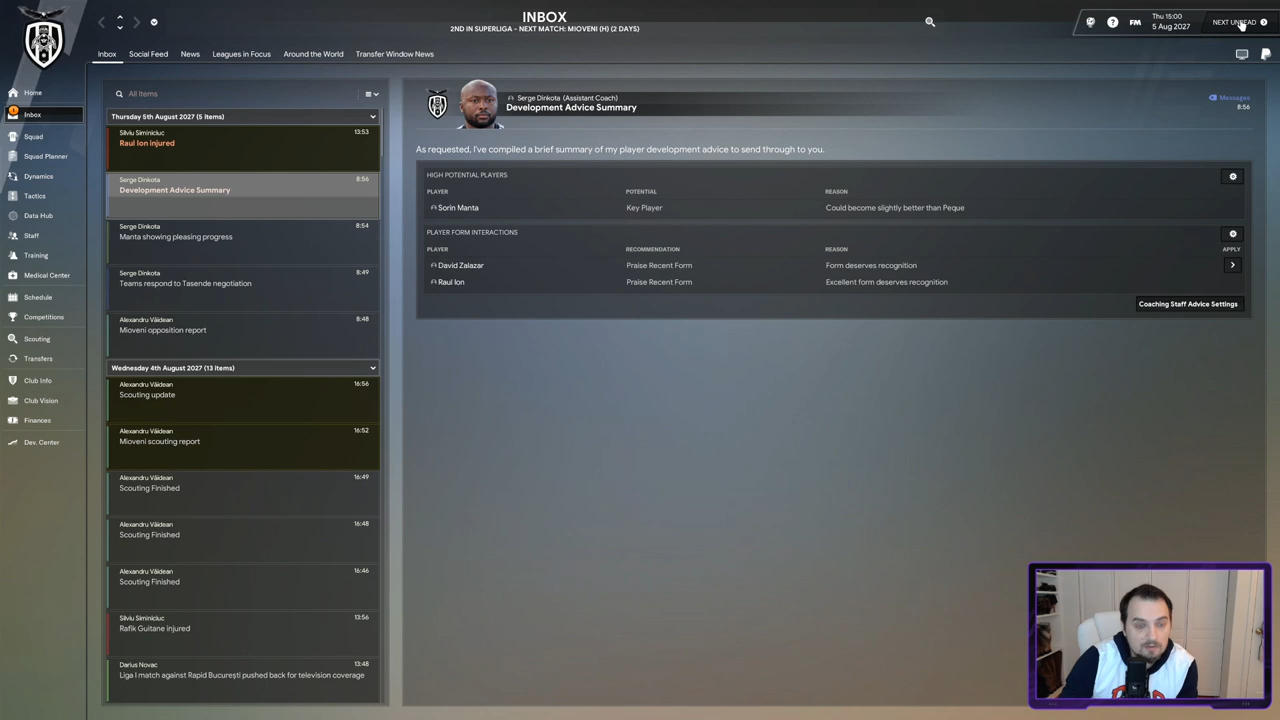 INBOX
2ND IN SUPERLIGA - NEXT MATCH: MIOVENI (H) (2 DAYS)
FM
Thu 15:00
5 Aug 2027
NEXT UNREAD
Inbox
Social Feed
News
Leagues in Focus
Around the World
Transfer Window News
Home
Inbox
Squad
Squad Planner
Dynamics
Tactics
Data Hub
Staff
Training
Medical Center
Schedule
Competitions
Scouting
Transfers
Club Info
Club Vision
Finances
Dev. Center
All Items
Thursday 5th August 2027 (5 items)
Silviu Siminiciuc 13:53
Raul Ion injured
Serge Dinkota 8:56
Development Advice Summary
Serge Dinkota 8:54
Manta showing pleasing progress
Serge Dinkota 8:49
Teams respond to Tasende negotiation
Alexandru Văidean 8:48
Mioveni opposition report
Wednesday 4th August 2027 (13 items)
Alexandru Văidean 16:56
Scouting update
Alexandru Văidean 16:52
Mioveni scouting report
Alexandru Văidean 16:49
Scouting Finished
Alexandru Văidean 16:48
Scouting Finished
Alexandru Văidean 16:46
Scouting Finished
Silviu Siminiciuc 13:56
Rafik Guitane injured
Darius Novac 13:48
Liga I match against Rapid București pushed back for television coverage
Serge Dinkota (Assistant Coach)
Development Advice Summary
Messages
8:56
As requested, I've compiled a brief summary of my player development advice to send through to you.
HIGH POTENTIAL PLAYERS
PLAYER POTENTIAL REASON
Sorin Manta Key Player Could become slightly better than Peque
PLAYER FORM INTERACTIONS
PLAYER RECOMMENDATION REASON APPLY
David Zalazar Praise Recent Form Form deserves recognition
Raul Ion Praise Recent Form Excellent form deserves recognition
Coaching Staff Advice Settings